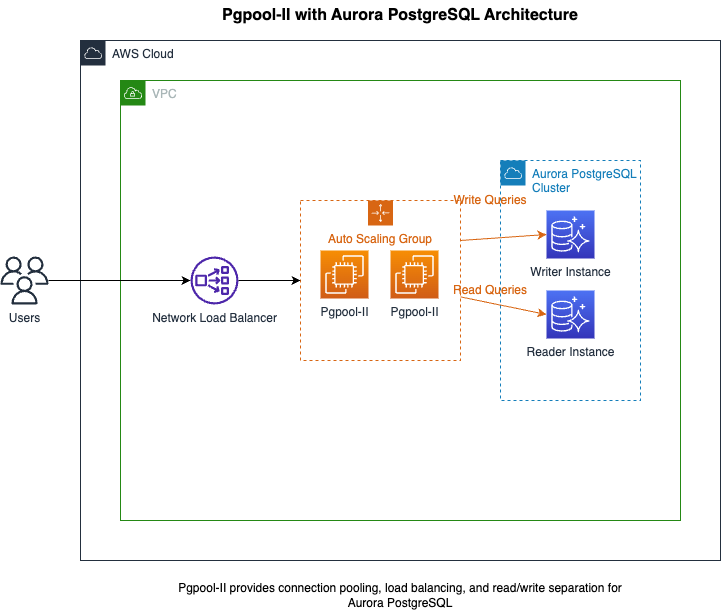 Pgpool-II with Aurora PostgreSQL Architecture
AWS Cloud
VPC
Aurora PostgreSQL
Cluster
Write Queries
Auto Scaling Group
Writer Instance
Read Queries
Pgpool-II
Pgpool-II
Users
Network Load Balancer
Reader Instance
Pgpool-II provides connection pooling, load balancing, and read/write separation for
Aurora PostgreSQL